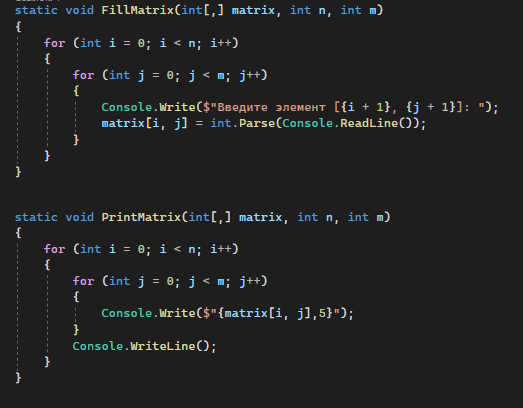 static void FillMatrix(int[,] matrix, int n, int m)
{
for (int i = 0; i < n; i++)
{
for (int j = 0; j < m; j++)
{
Console.Write($"Введите элемент [{i + 1}, {j + 1}]: ");
matrix[i, j] = int.Parse(Console.ReadLine());
}
}
}
static void PrintMatrix(int[,] matrix, int n, int m)
{
for (int i = 0; i < n; i++)
{
for (int j = 0; j < m; j++)
{
Console.Write($"{matrix[i, j],5}");
}
Console.WriteLine();
}
}